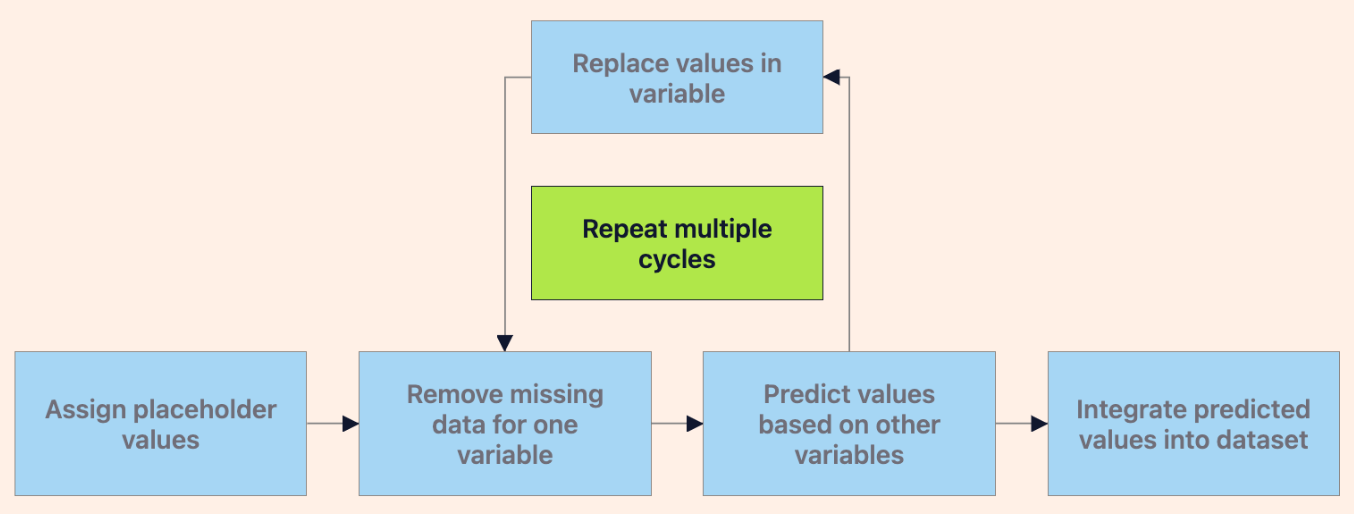 Replace values in
variable
Repeat multiple
cycles
Assign placeholder
values
Remove missing
data for one
variable
Predict values
based on other
variables
Integrate predicted
values into dataset